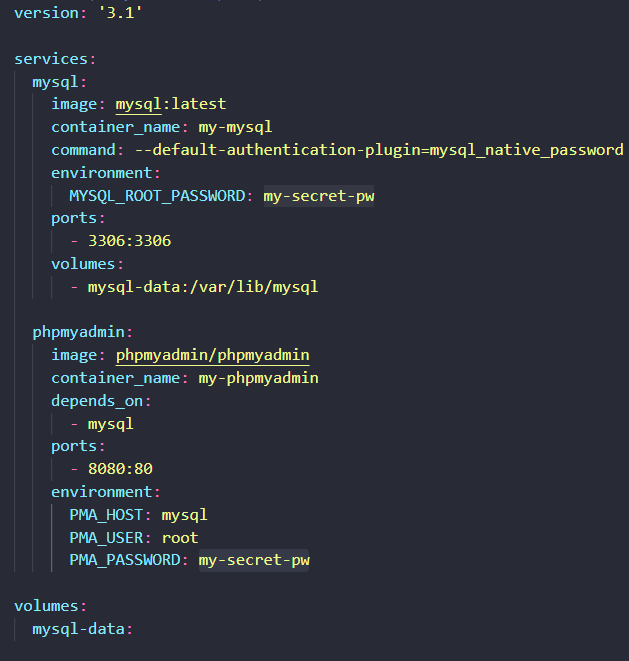 version: '3.1'
services:
mysql:
image: mysql:latest
container_name: my-mysql
command: --default-authentication-plugin=mysql_native_password
environment:
MYSQL_ROOT_PASSWORD: my-secret-pw
ports:
- 3306:3306
volumes:
- mysql-data:/var/lib/mysql
phpmyadmin:
image: phpmyadmin/phpmyadmin
container_name: my-phpmyadmin
depends_on:
- mysql
ports:
- 8080:80
environment:
PMA_HOST: mysql
PMA_USER: root
PMA_PASSWORD: my-secret-pw
volumes:
mysql-data: